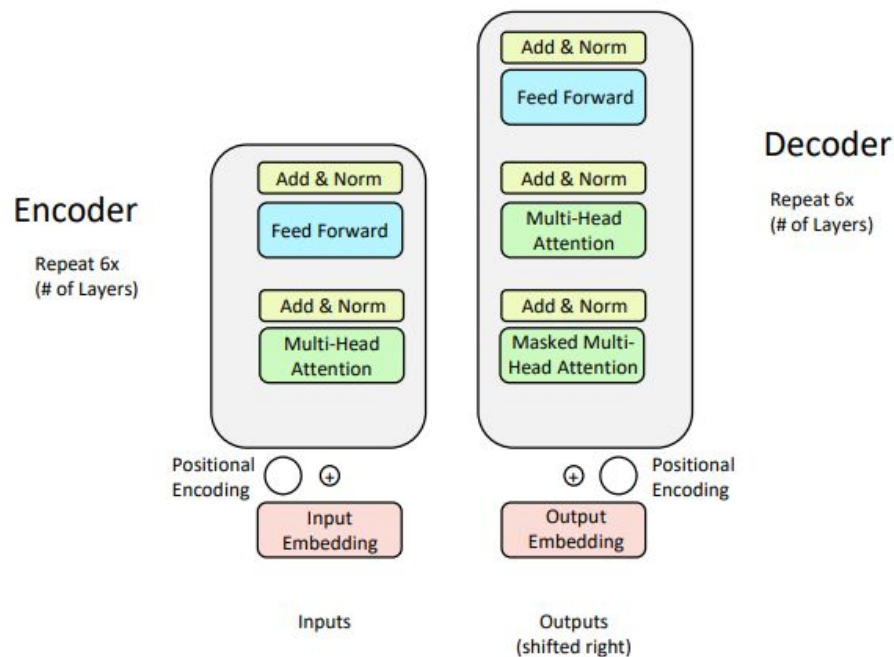 Encoder
Repeat 6x
(# of Layers)
Add & Norm
Feed Forward
Add & Norm
Multi-Head
Attention
Positional
Encoding
+
Input
Embedding
Inputs
Add & Norm
Feed Forward
Add & Norm
Multi-Head
Attention
Add & Norm
Masked Multi-
Head Attention
+
Positional
Encoding
Output
Embedding
Outputs
(shifted right)
Decoder
Repeat 6x
(# of Layers)